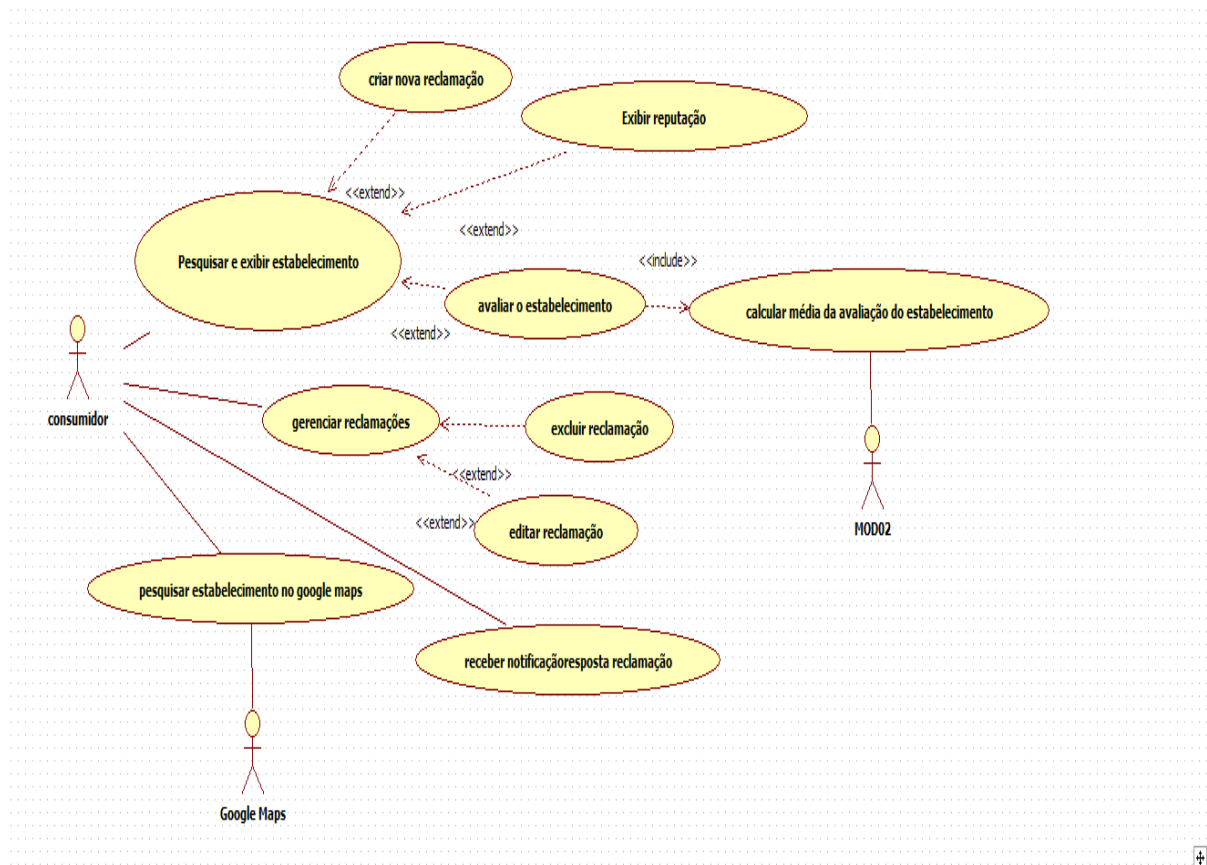 criar nova reclamação
Exibir reputação
<<extend>>
<<extend>>
Pesquisar e exibir estabelecimento
<<include>>
avaliar o estabelecimento
calcular média da avaliação do estabelecimento
<<extend>>
consumidor
gerenciar reclamações
excluir reclamação
<<extend>>
<<extend>>
editar reclamação
MOD02
pesquisar estabelecimento no google maps
receber notificaçãoresposta reclamação
Google Maps